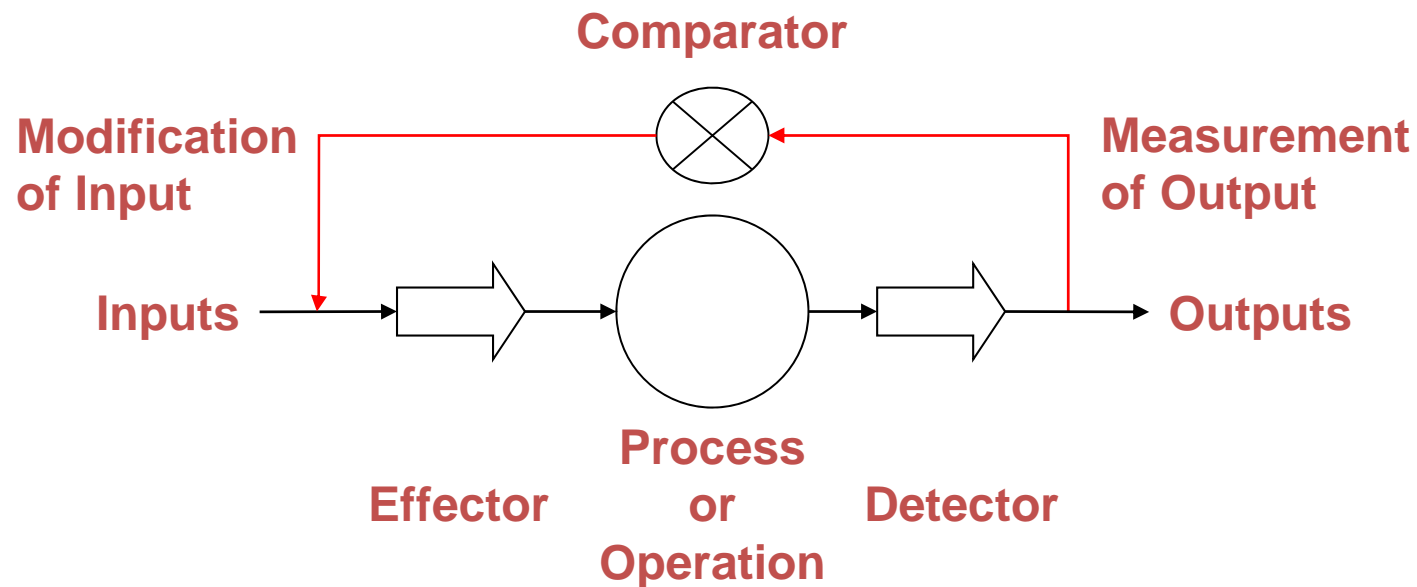 Comparator
Modification
of Input
Measurement
of Output
Inputs
Outputs
Effector
Process
or
Operation
Detector